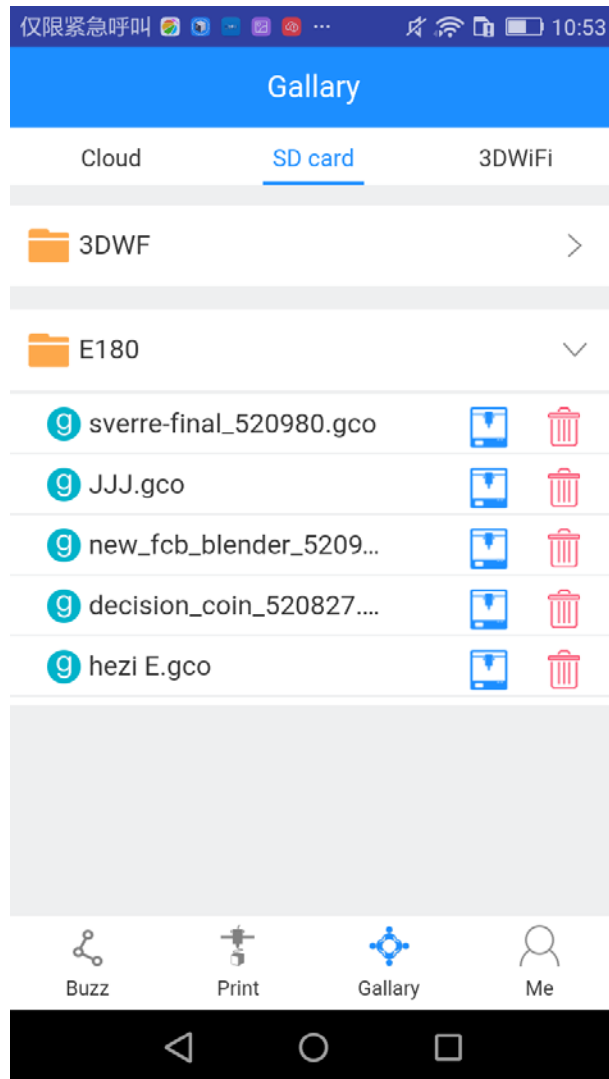 仅限紧急呼叫 ... 10:53
Gallary
Cloud SD card 3DWiFi
3DWF
E180
g sverre-final_520980.gco
g JJJ.gco
g new_fcb_blender_5209...
g decision_coin_520827....
g hezi E.gco
Buzz Print Gallary Me